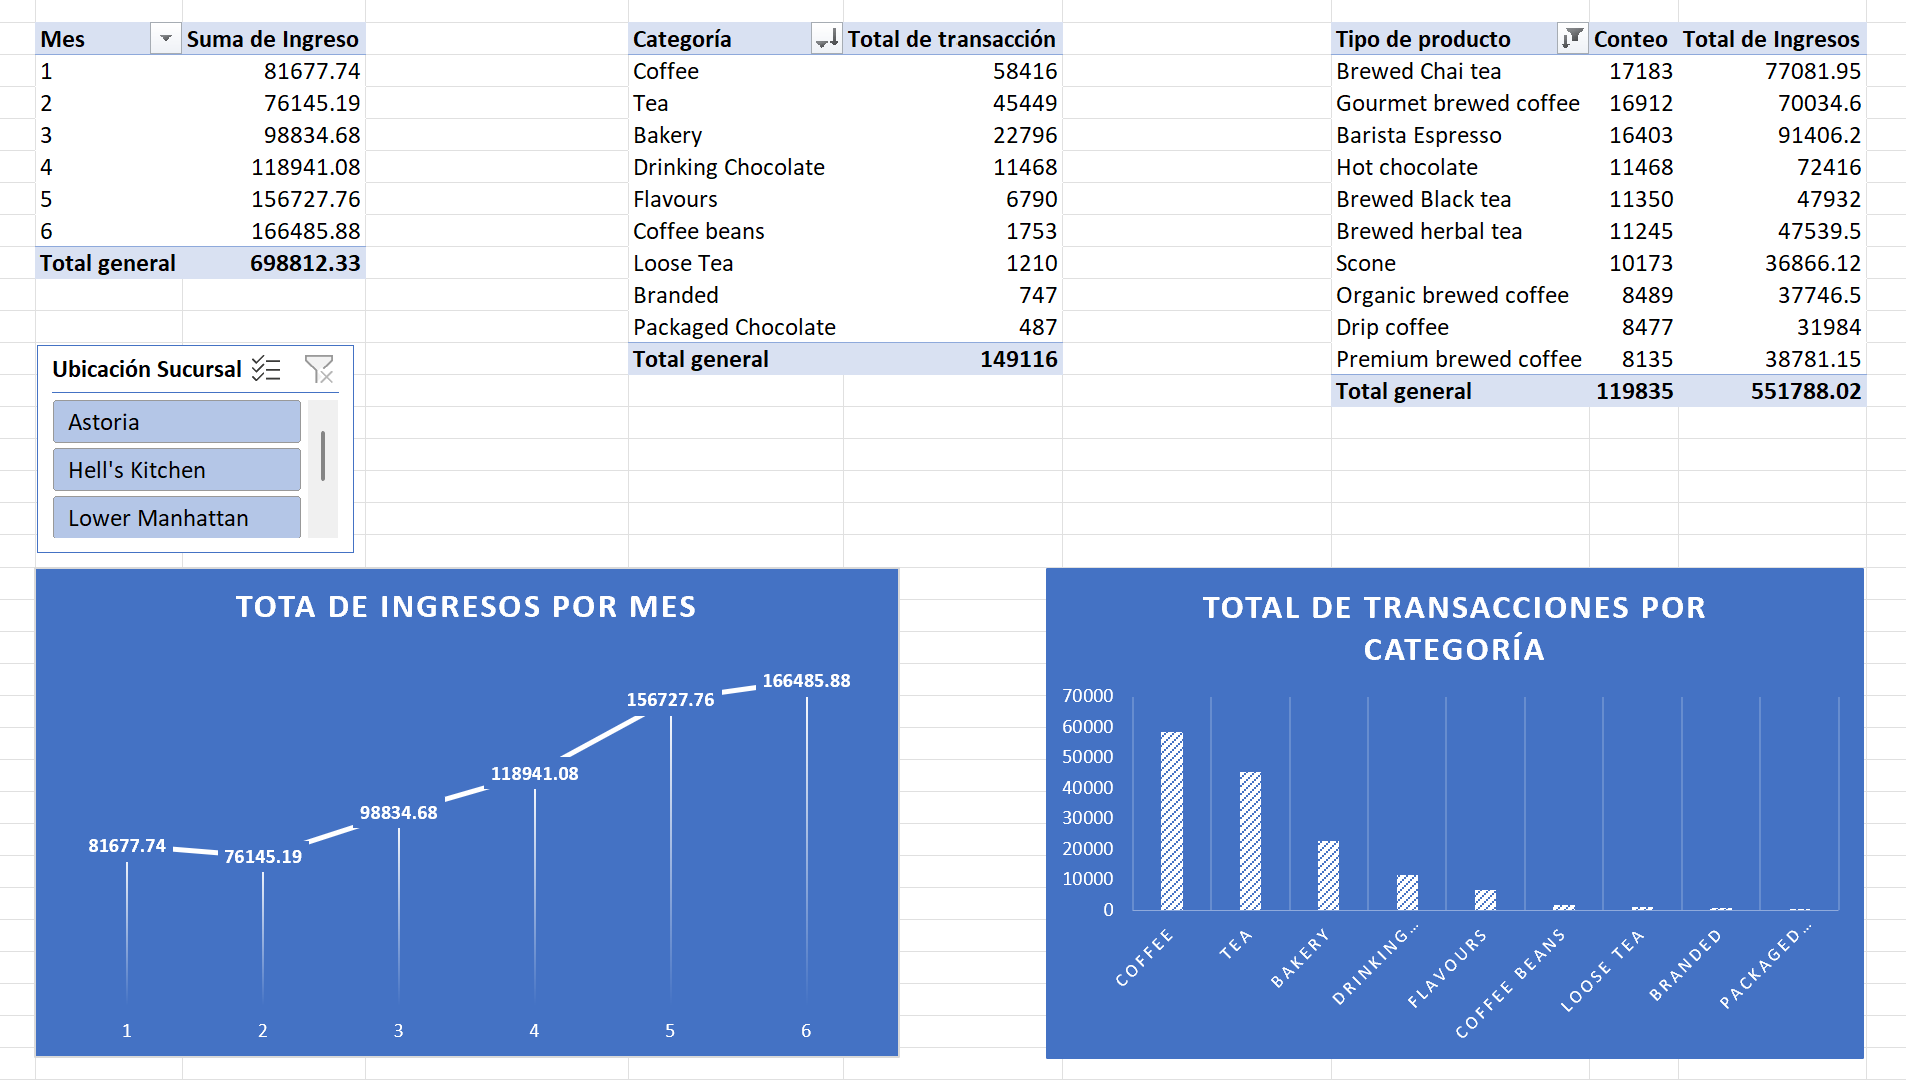 Mes Suma de Ingreso
1 81677.74
2 76145.19
3 98834.68
4 118941.08
5 156727.76
6 166485.88
Total general 698812.33
Categoría Total de transacción
Coffee 58416
Tea 45449
Bakery 22796
Drinking Chocolate 11468
Flavours 6790
Coffee beans 1753
Loose Tea 1210
Branded 747
Packaged Chocolate 487
Total general 149116
Tipo de producto Conteo Total de Ingresos
Brewed Chai tea 17183 77081.95
Gourmet brewed coffee 16912 70034.6
Barista Espresso 16403 91406.2
Hot chocolate 11468 72416
Brewed Black tea 11350 47932
Brewed herbal tea 11245 47539.5
Scone 10173 36866.12
Organic brewed coffee 8489 37746.5
Drip coffee 8477 31984
Premium brewed coffee 8135 38781.15
Total general 119835 551788.02
Ubicación Sucursal
Astoria
Hell's Kitchen
Lower Manhattan
TOTA DE INGRESOS POR MES
81677.74
76145.19
98834.68
118941.08
156727.76
166485.88
1 2 3 4 5 6
TOTAL DE TRANSACCIONES POR
CATEGORÍA
70000
60000
50000
40000
30000
20000
10000
0
COFFEE
TEA
BAKERY
DRINKING...
FLAVOURS
COFFEE BEANS
LOOSE TEA
BRANDED
PACKAGED...